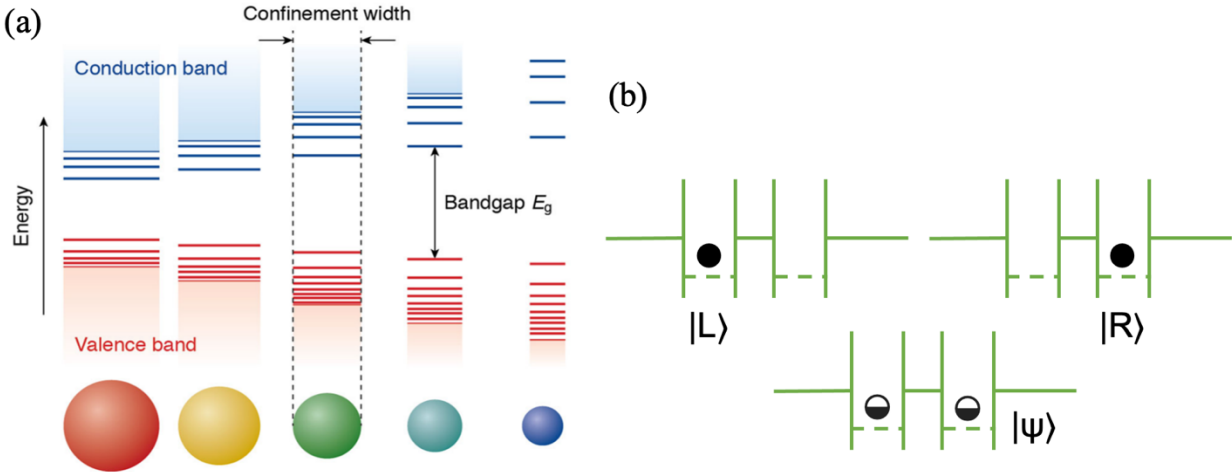 (a)
Confinement width
Conduction band
Energy
Bandgap Eg
Valence band
(b)
|L⟩
|R⟩
|ψ⟩